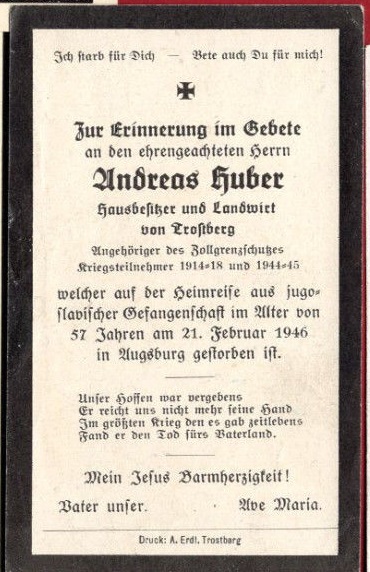 Ich starb für Dich — Bete auch Du für mich!
Zur Erinnerung im Gebete
an den ehrengeachteten Herrn
Andreas Huber
Hausbesitzer und Landwirt
von Trostberg
Angehöriger des Zollgrenzschutzes
Kriegsteilnehmer 1914-18 und 1944-45
welcher auf der Heimreise aus jugo-
slavischer Gefangenschaft im Alter von
57 Jahren am 21. Februar 1946
in Augsburg gestorben ist.
Unser Hoffen war vergebens
Er reicht uns nicht mehr seine Hand
Im größten Krieg den es gab zeitlebens
Fand er den Tod fürs Vaterland.
Mein Jesus Barmherzigkeit!
Vater unser. Ave Maria.
Druck: A. Erdl, Trostbarg